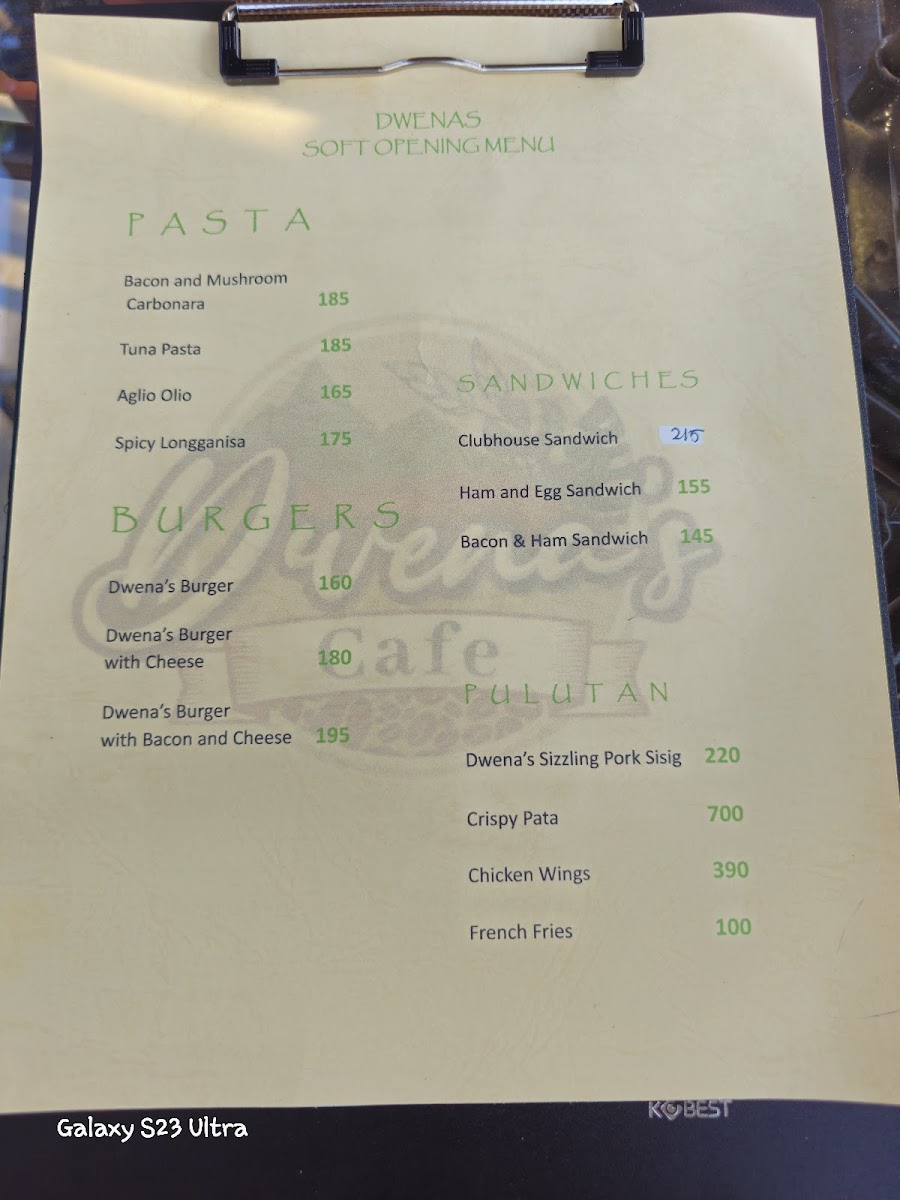 DWENAS
SOFT OPENING MENU
PASTA
Bacon and Mushroom
Carbonara 185
Tuna Pasta 185
Aglio Olio 165
Spicy Longganisa 175
BURGERS
Dwena's Burger 160
Dwena's Burger
with Cheese 180
Dwena's Burger
with Bacon and Cheese 195
SANDWICHES
Clubhouse Sandwich 215
Ham and Egg Sandwich 155
Bacon & Ham Sandwich 145
PULUTAN
Dwena's Sizzling Pork Sisig 220
Crispy Pata 700
Chicken Wings 390
French Fries 100
Dwena's
Cafe
KOBEST
Galaxy S23 Ultra